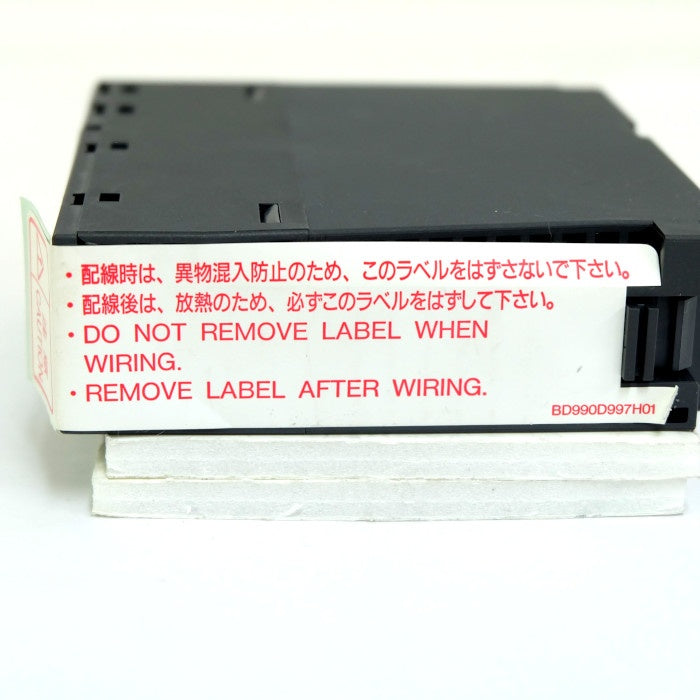 ・配線時は、異物混入防止のため、このラベルをはずさないで下さい。
・配線後は、放熱のため、必ずこのラベルをはずして下さい。
・DO NOT REMOVE LABEL WHEN
WIRING.
・REMOVE LABEL AFTER WIRING.
BD990D997H01